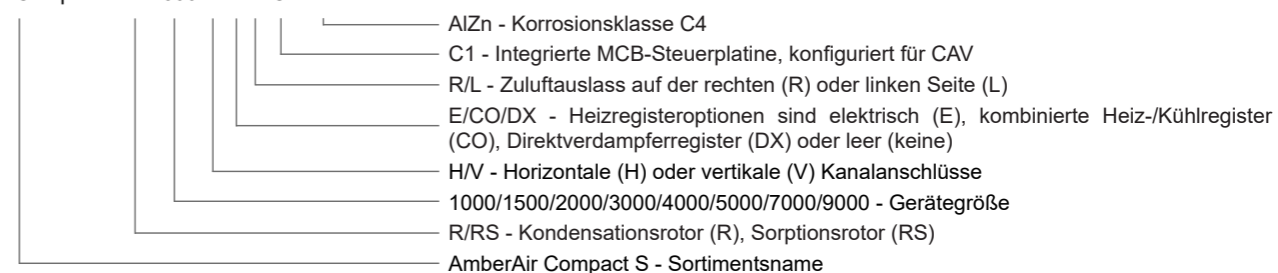 AlZn - Korrosionsklasse C4
C1 - Integrierte MCB-Steuerplatine, konfiguriert für CAV
R/L - Zuluftauslass auf der rechten (R) oder linken Seite (L)
E/CO/DX - Heizregisteroptionen sind elektrisch (E), kombinierte Heiz-/Kühlregister
(CO), Direktverdampferregister (DX) oder leer (keine)
H/V - Horizontale (H) oder vertikale (V) Kanalanschlüsse
1000/1500/2000/3000/4000/5000/7000/9000 - Gerätegröße
R/RS - Kondensationsrotor (R), Sorptionsrotor (RS)
AmberAir Compact S - Sortimentsname